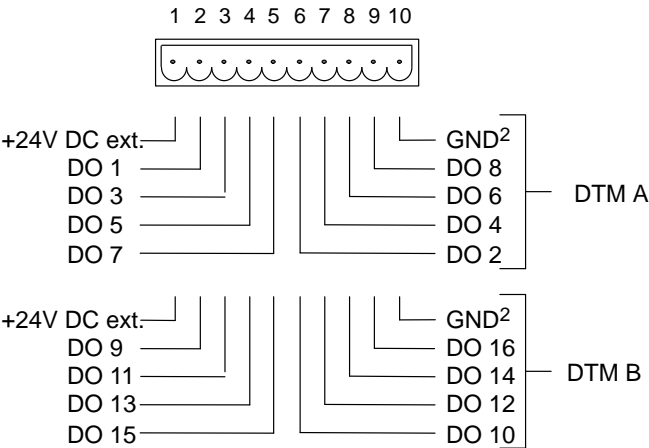 1 2 3 4 5 6 7 8 9 10
+24V DC ext. GND2
DO 1 DO 8
DO 3 DO 6 DTM A
DO 5 DO 4
DO 7 DO 2
+24V DC ext. GND2
DO 9 DO 16
DO 11 DO 14 DTM B
DO 13 DO 12
DO 15 DO 10